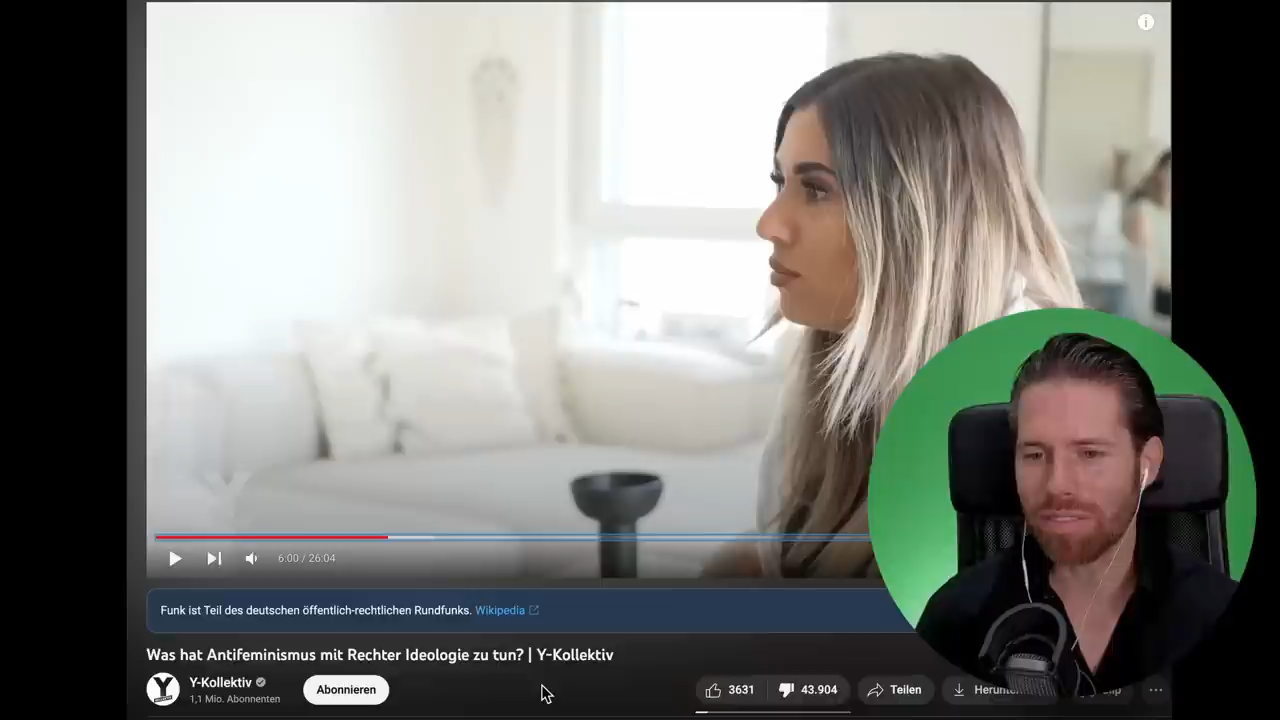 6:00 / 26:04
Funk ist Teil des deutschen öffentlich-rechtlichen Rundfunks. Wikipedia
Was hat Antifeminismus mit Rechter Ideologie zu tun? | Y-Kollektiv
Y-Kollektiv
1,1 Mio. Abonnenten
Abonnieren
3631
43.904
Teilen